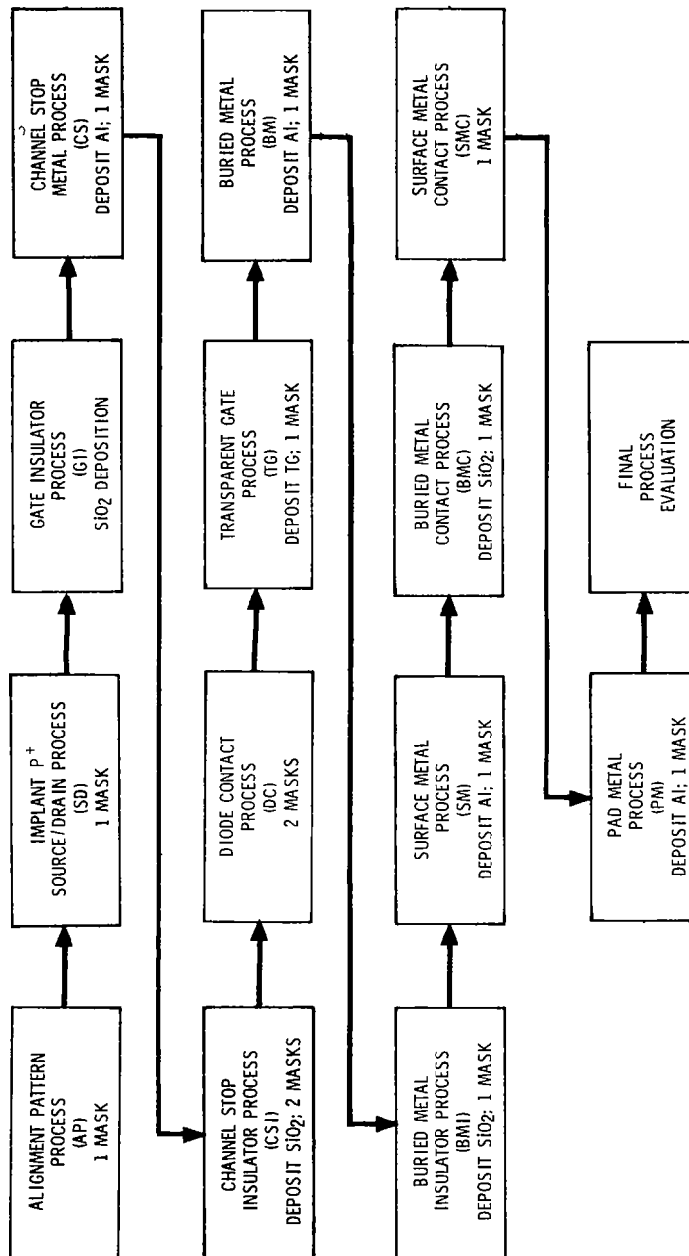 ALIGNMENT PATTERN
PROCESS
(AP)
1 MASK
IMPLANT P+
SOURCE/DRAIN PROCESS
(SD)
1 MASK
GATE INSULATOR
PROCESS
(GI)
SiO2 DEPOSITION
CHANNEL STOP
METAL PROCESS
(CS)
DEPOSIT Al; 1 MASK
CHANNEL STOP
INSULATOR PROCESS
(CSI)
DEPOSIT SiO2; 2 MASKS
DIODE CONTACT
PROCESS
(DC)
2 MASKS
TRANSPARENT GATE
PROCESS
(TG)
DEPOSIT TG; 1 MASK
BURIED METAL
PROCESS
(BM)
DEPOSIT Al; 1 MASK
BURIED METAL
INSULATOR PROCESS
(BMI)
DEPOSIT SiO2; 1 MASK
SURFACE METAL
PROCESS
(SM)
DEPOSIT Al; 1 MASK
BURIED METAL
CONTACT PROCESS
(BMC)
DEPOSIT SiO2; 1 MASK
SURFACE METAL
CONTACT PROCESS
(SMC)
1 MASK
PAD METAL
PROCESS
(PM)
DEPOSIT Al; 1 MASK
FINAL
PROCESS
EVALUATION